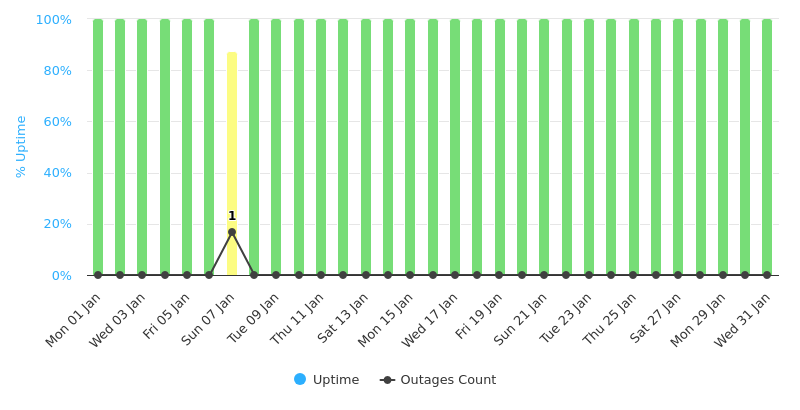 100%
80%
60%
40%
20%
0%
% Uptime
1
Mon 01 Jan
Wed 03 Jan
Fri 05 Jan
Sun 07 Jan
Tue 09 Jan
Thu 11 Jan
Sat 13 Jan
Mon 15 Jan
Wed 17 Jan
Fri 19 Jan
Sun 21 Jan
Tue 23 Jan
Thu 25 Jan
Sat 27 Jan
Mon 29 Jan
Wed 31 Jan
Uptime
Outages Count